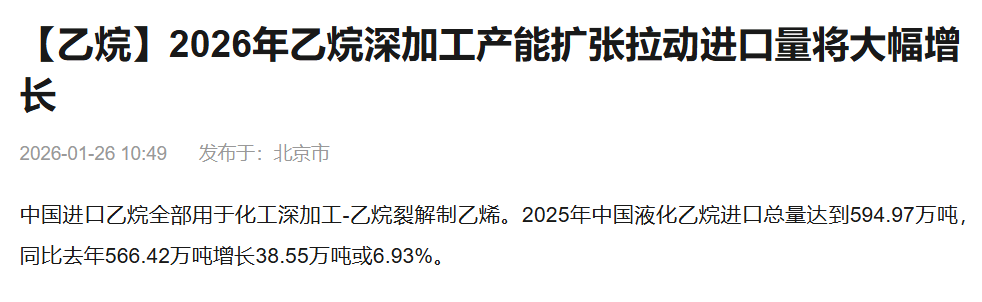 【乙烷】2026年乙烷深加工产能扩张拉动进口量将大幅增
长
2026-01-26 10:49 发布于：北京市
中国进口乙烷全部用于化工深加工-乙烷裂解制乙烯。2025年中国液化乙烷进口总量达到594.97万吨，
同比去年566.42万吨增长38.55万吨或6.93%。